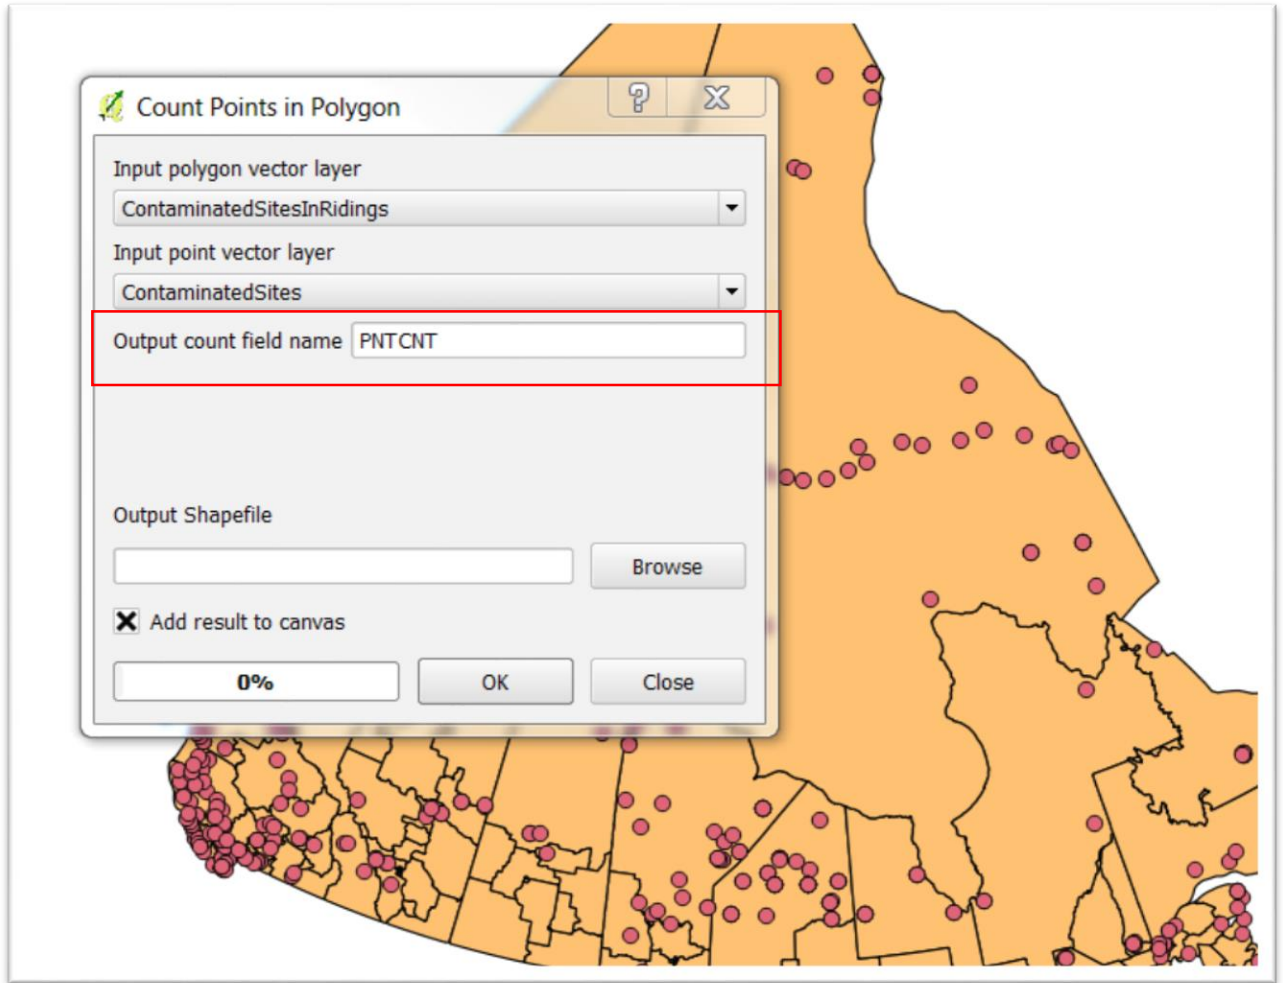 Count Points in Polygon
Input polygon vector layer
ContaminatedSitesInRidings
Input point vector layer
ContaminatedSites
Output count field name PNTCNT
Output Shapefile
Browse
Add result to canvas
0% OK Close